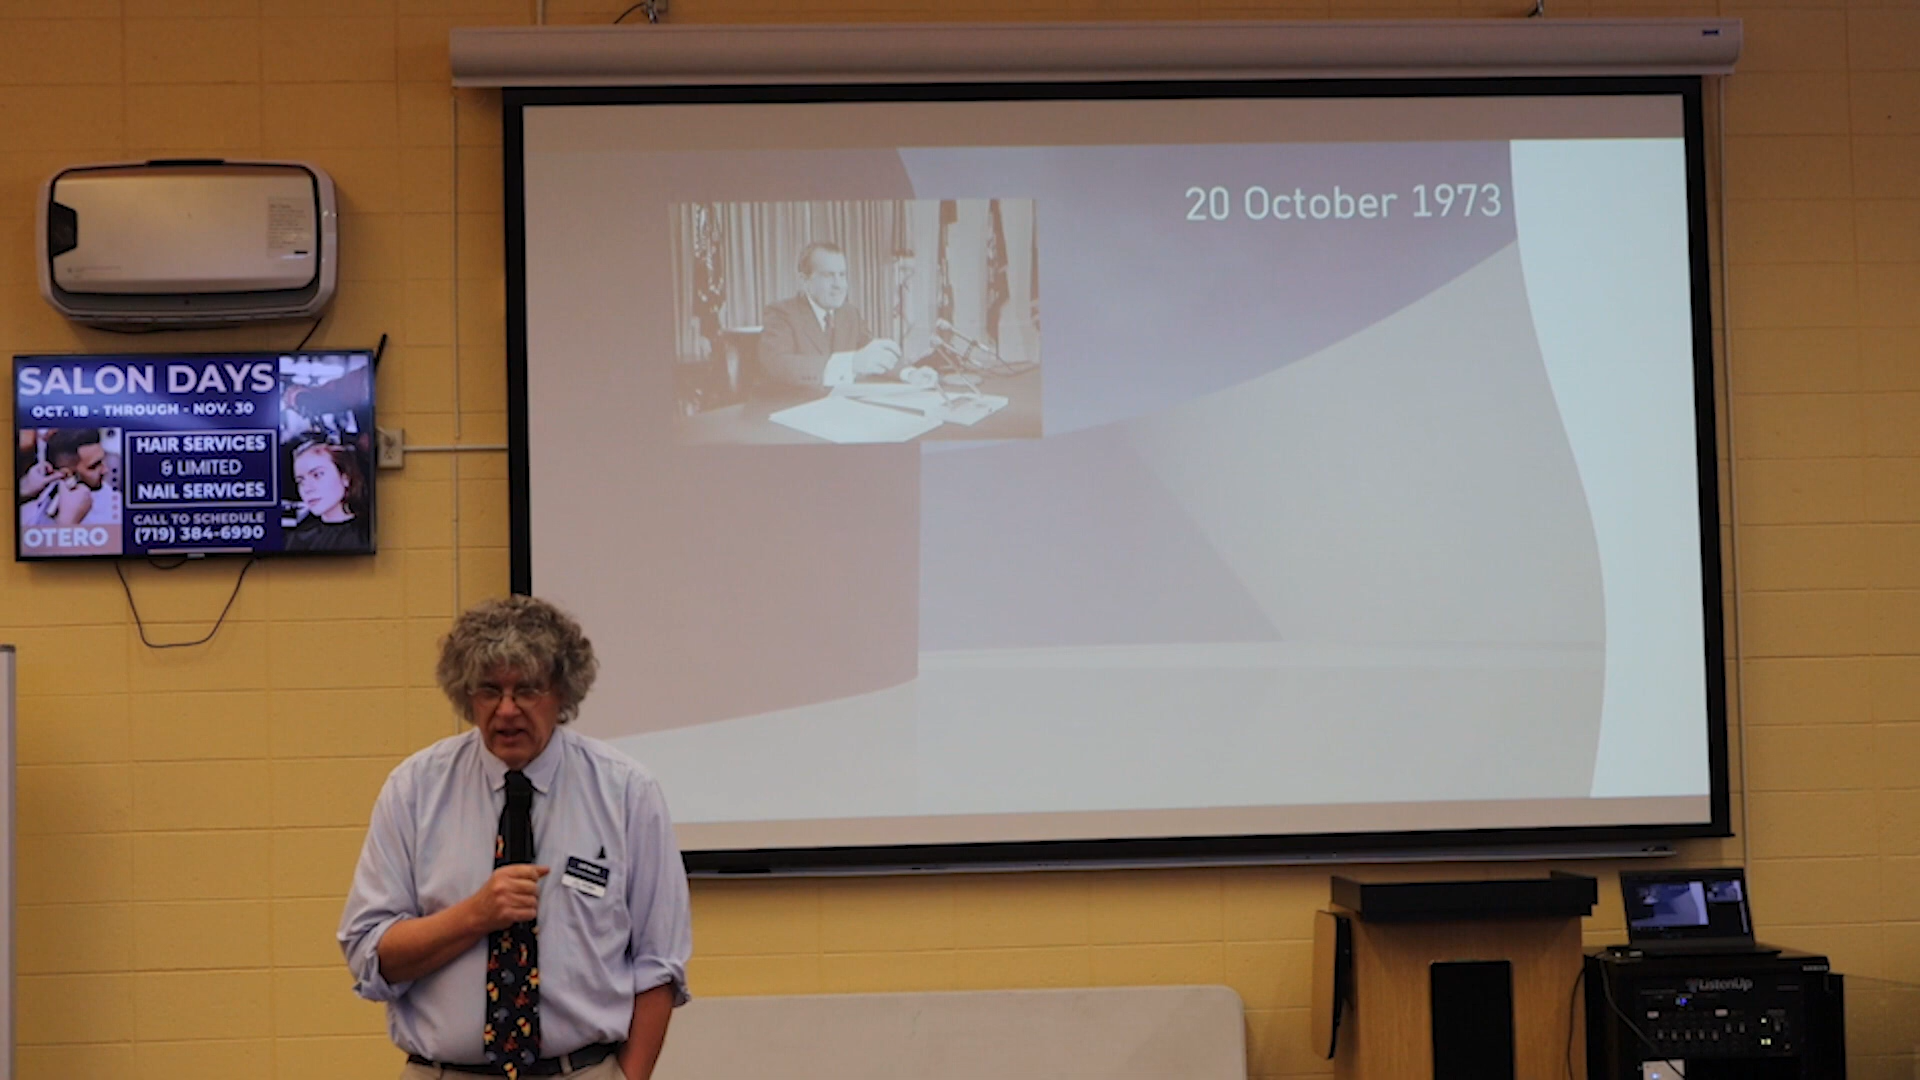 20 October 1973
SALON DAYS
OCT. 18 - THROUGH - NOV. 30
HAIR SERVICES
& LIMITED
NAIL SERVICES
CALL TO SCHEDULE
(719) 384-6990
OTERO
ListenUp